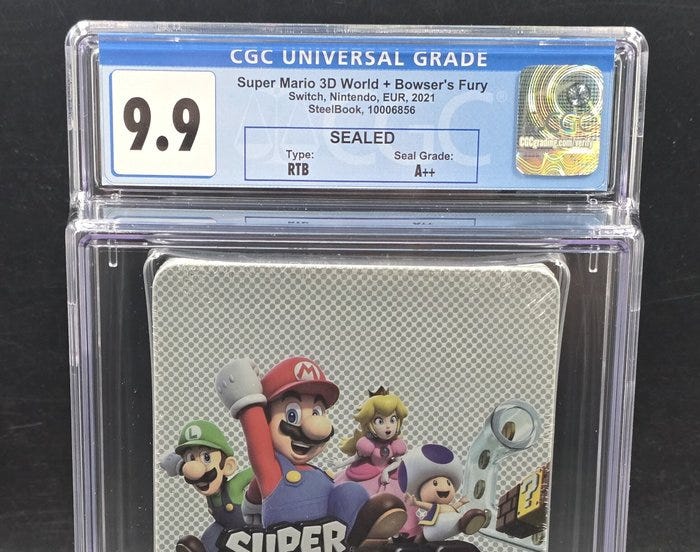 CGC UNIVERSAL GRADE
9.9
Super Mario 3D World + Bowser's Fury
Switch, Nintendo, EUR, 2021
SteelBook, 10006856
SEALED
Type: Seal Grade:
RTB A++
CGC
CGCgrading.com/verify
M
L
?
SUPER